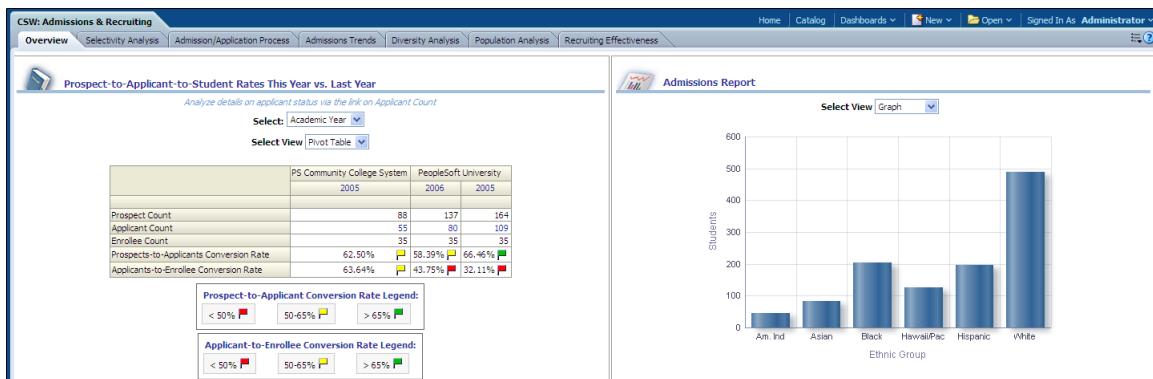 CSW: Admissions & Recruiting
Home Catalog Dashboards New Open Signed In As Administrator
Overview Selectivity Analysis Admission/Application Process Admissions Trends Diversity Analysis Population Analysis Recruiting Effectiveness
Prospect-to-Applicant-to-Student Rates This Year vs. Last Year
Analyze details on applicant status via the link on Applicant Count
Select: Academic Year
Select View Pivot Table
PS Community College System PeopleSoft University
2005 2006 2005
Prospect Count 88 137 164
Applicant Count 55 80 109
Enrollee Count 35 35 35
Prospects-to-Applicants Conversion Rate 62.50% 58.39% 66.46%
Applicants-to-Enrollee Conversion Rate 63.64% 43.75% 32.11%
Prospect-to-Applicant Conversion Rate Legend:
< 50% 50-65% > 65%
Applicant-to-Enrollee Conversion Rate Legend:
< 50% 50-65% > 65%
Admissions Report
Select View Graph
600
500
400
300
200
100
0
Students
Am. Ind Asian Black Hawaii/Pac Hispanic White
Ethnic Group